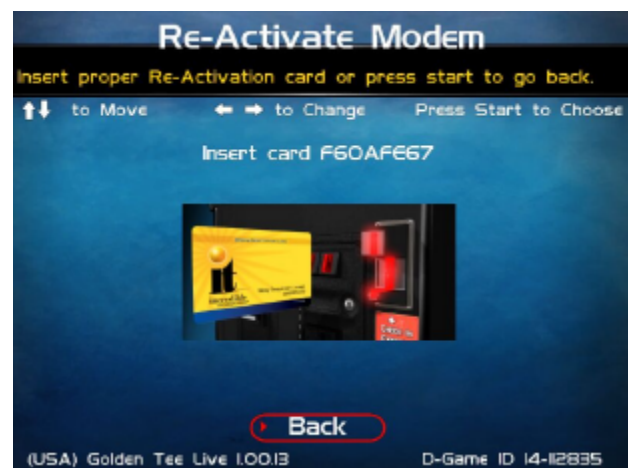 Re-Activate Modem
Insert proper Re-Activation card or press start to go back.
to Move to Change Press Start to Choose
Insert card F60AFE67
it
Back
(USA) Golden Tee Live 1.00.13 D-Game ID 14-112835